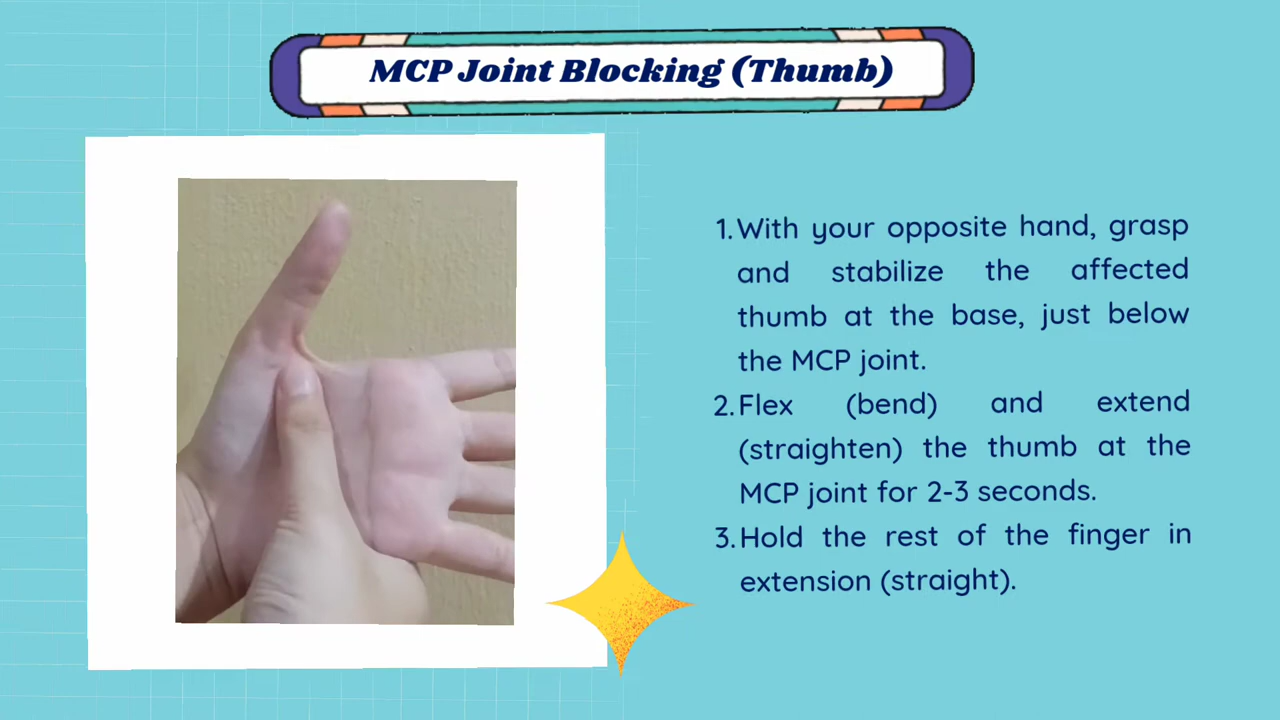 MCP Joint Blocking (Thumb)
1. With your opposite hand, grasp
and stabilize the affected
thumb at the base, just below
the MCP joint.
2. Flex (bend) and extend
(straighten) the thumb at the
MCP joint for 2-3 seconds.
3. Hold the rest of the finger in
extension (straight).